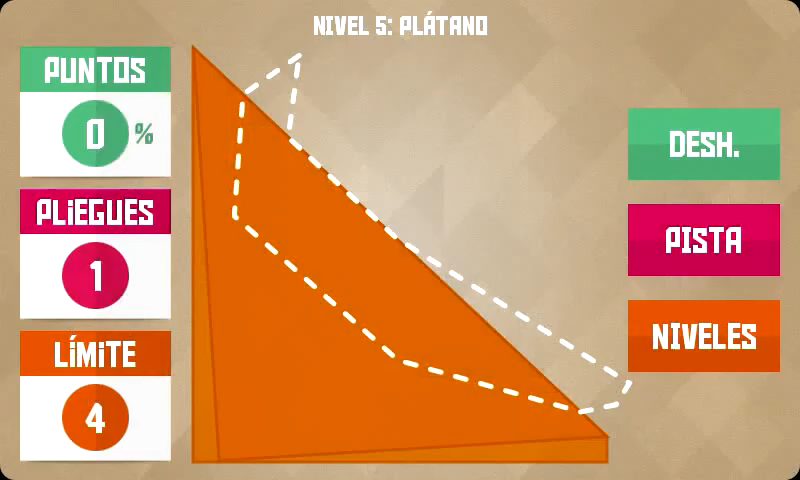 NIVEL 5: PLÁTANO
PUNTOS
0 %
PLIEGUES
1
LÍMITE
4
DESH.
PISTA
NIVELES